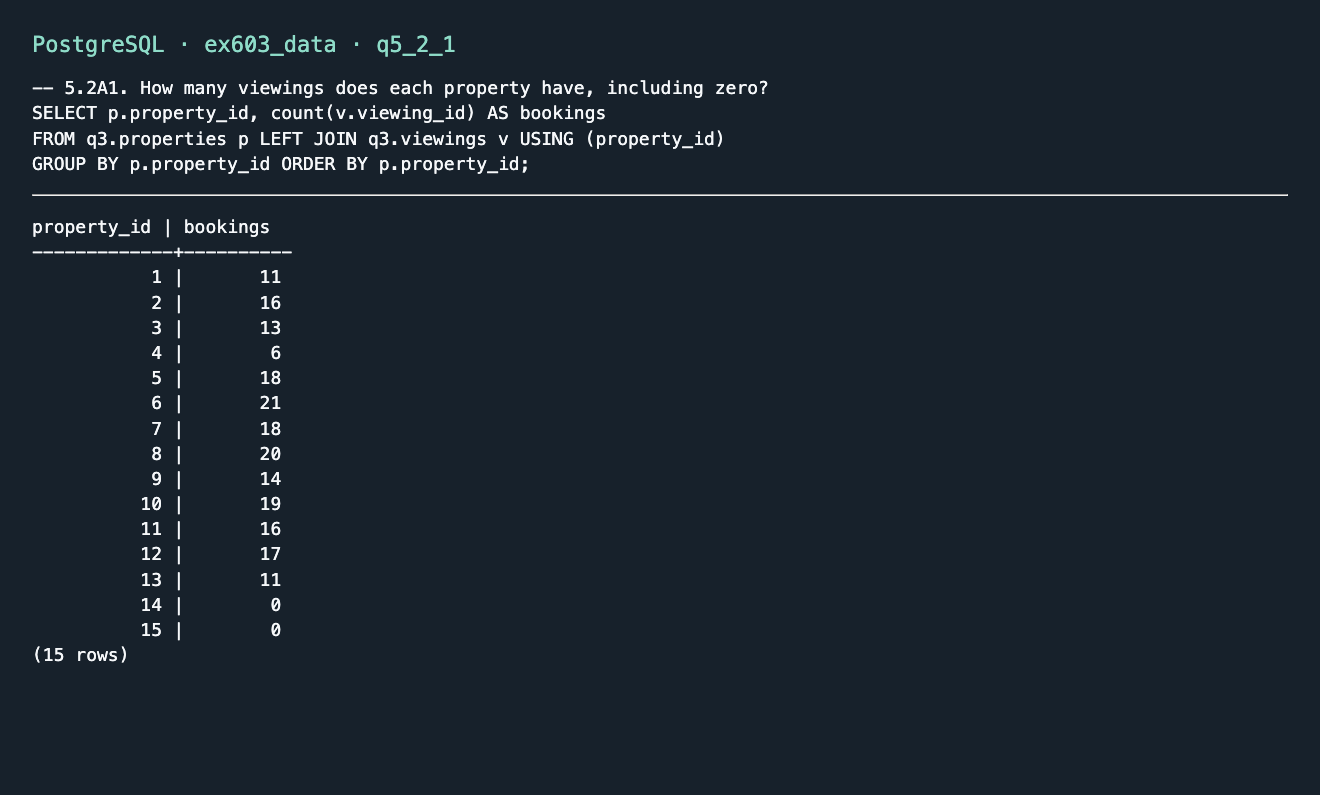 PostgreSQL · ex603_data · q5_2_1
-- 5.2A1. How many viewings does each property have, including zero?
SELECT p.property_id, count(v.viewing_id) AS bookings
FROM q3.properties p LEFT JOIN q3.viewings v USING (property_id)
GROUP BY p.property_id ORDER BY p.property_id;
property_id | bookings
-------------+----------
1 | 11
2 | 16
3 | 13
4 | 6
5 | 18
6 | 21
7 | 18
8 | 20
9 | 14
10 | 19
11 | 16
12 | 17
13 | 11
14 | 0
15 | 0
(15 rows)